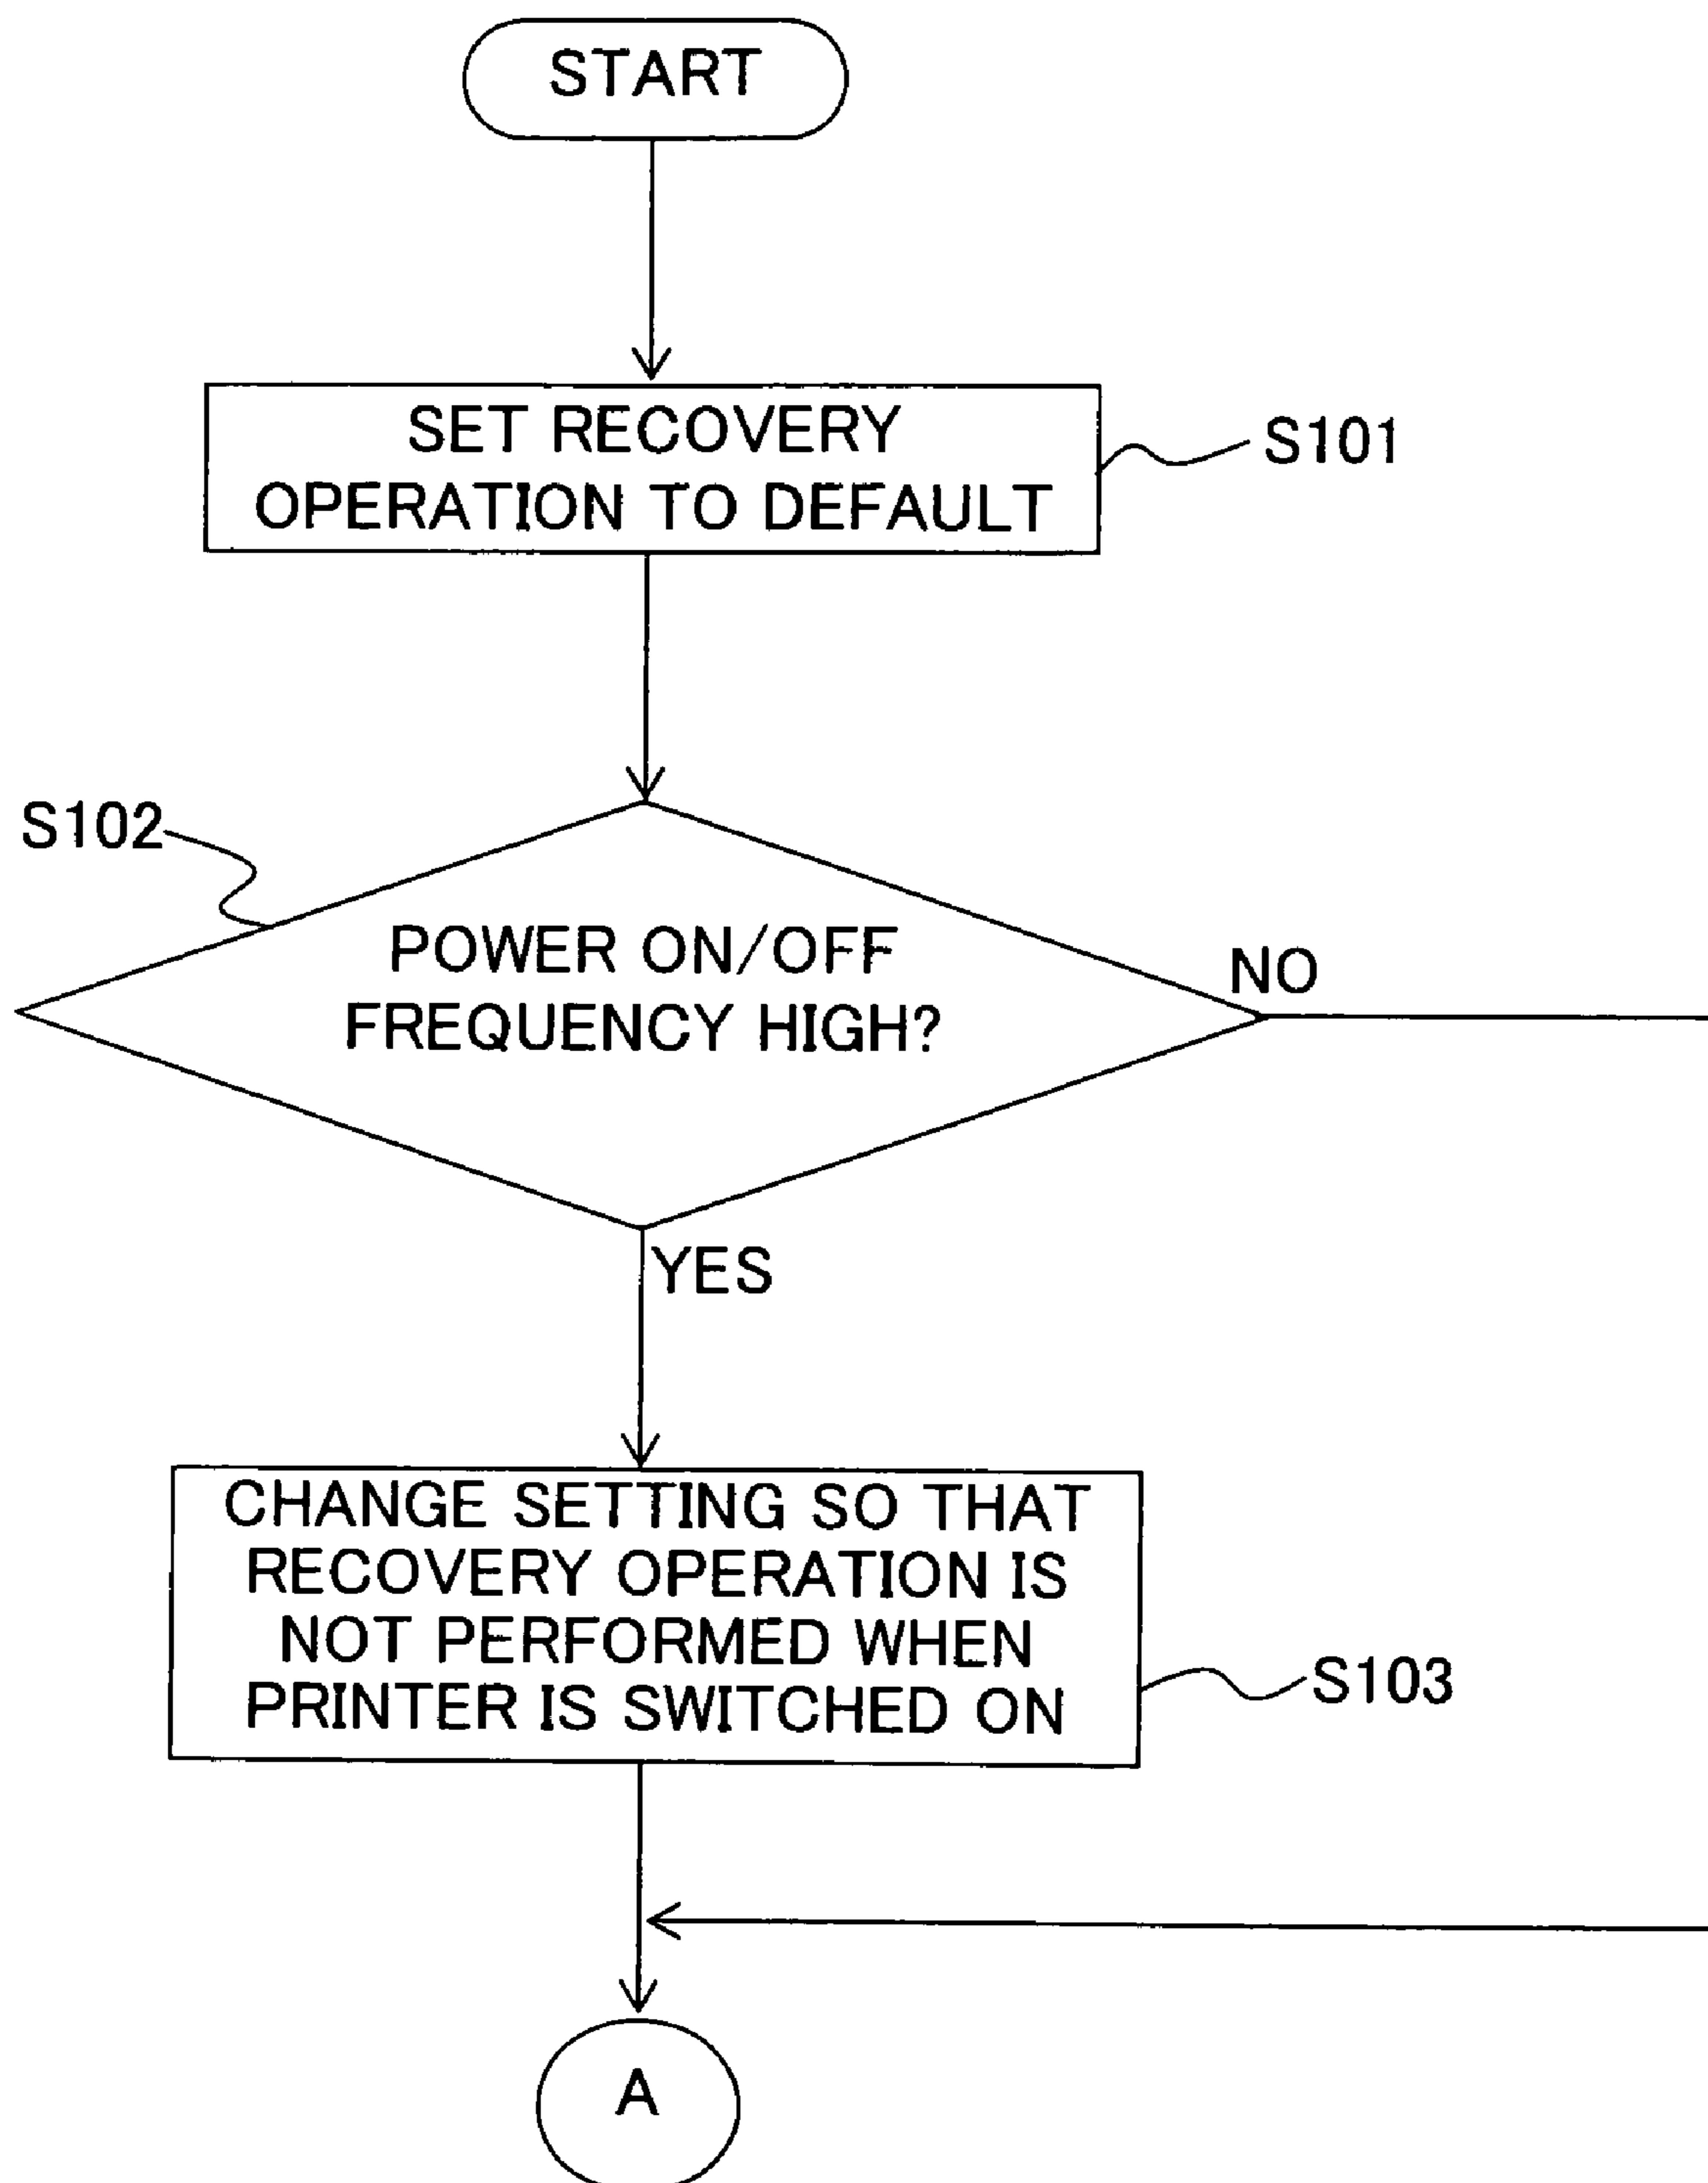 START
SET RECOVERY
OPERATION TO DEFAULT
S101
S102
POWER ON/OFF
FREQUENCY HIGH?
NO
YES
CHANGE SETTING SO THAT
RECOVERY OPERATION IS
NOT PERFORMED WHEN
PRINTER IS SWITCHED ON
S103
A